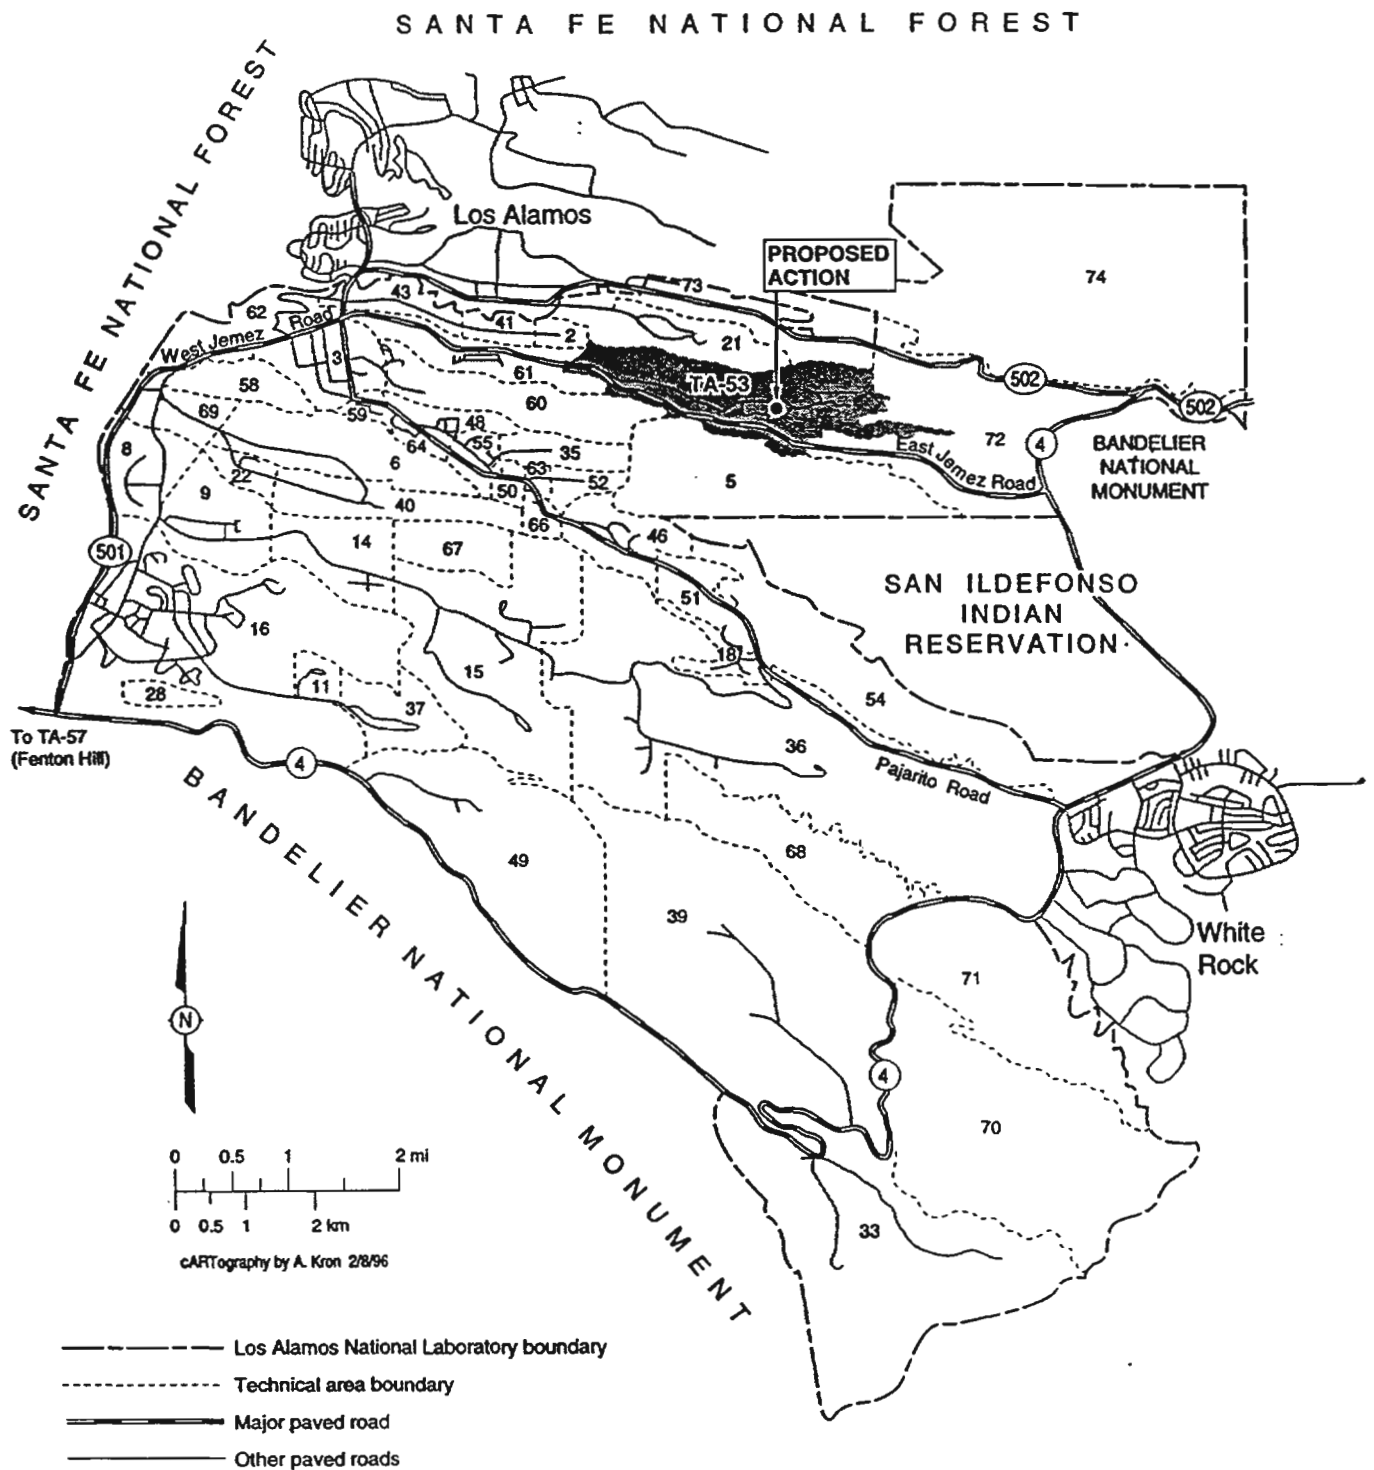 SANTA FE NATIONAL FOREST
SANTA FE NATIONAL FOREST
Los Alamos
PROPOSED
ACTION
74
73
43
62
West Jemez Road
41
2
21
3
61
TA-53
502
502
58
60
59
69
48
72
4
BANDELIER
NATIONAL
MONUMENT
East Jemez Road
8
64
55
35
6
63
22
52
5
9
50
40
66
46
14
67
501
SAN ILDEFONSO
INDIAN
RESERVATION
51
16
18
15
11
28
37
54
To TA-57
(Fenton Hill)
36
4
Pajarito Road
BANDELIER NATIONAL MONUMENT
49
68
39
White
Rock
71
N
4
70
33
0 0.5 1 2 mi
0 0.5 1 2 km
cARTography by A. Kron 2/8/96
Los Alamos National Laboratory boundary
Technical area boundary
Major paved road
Other paved roads